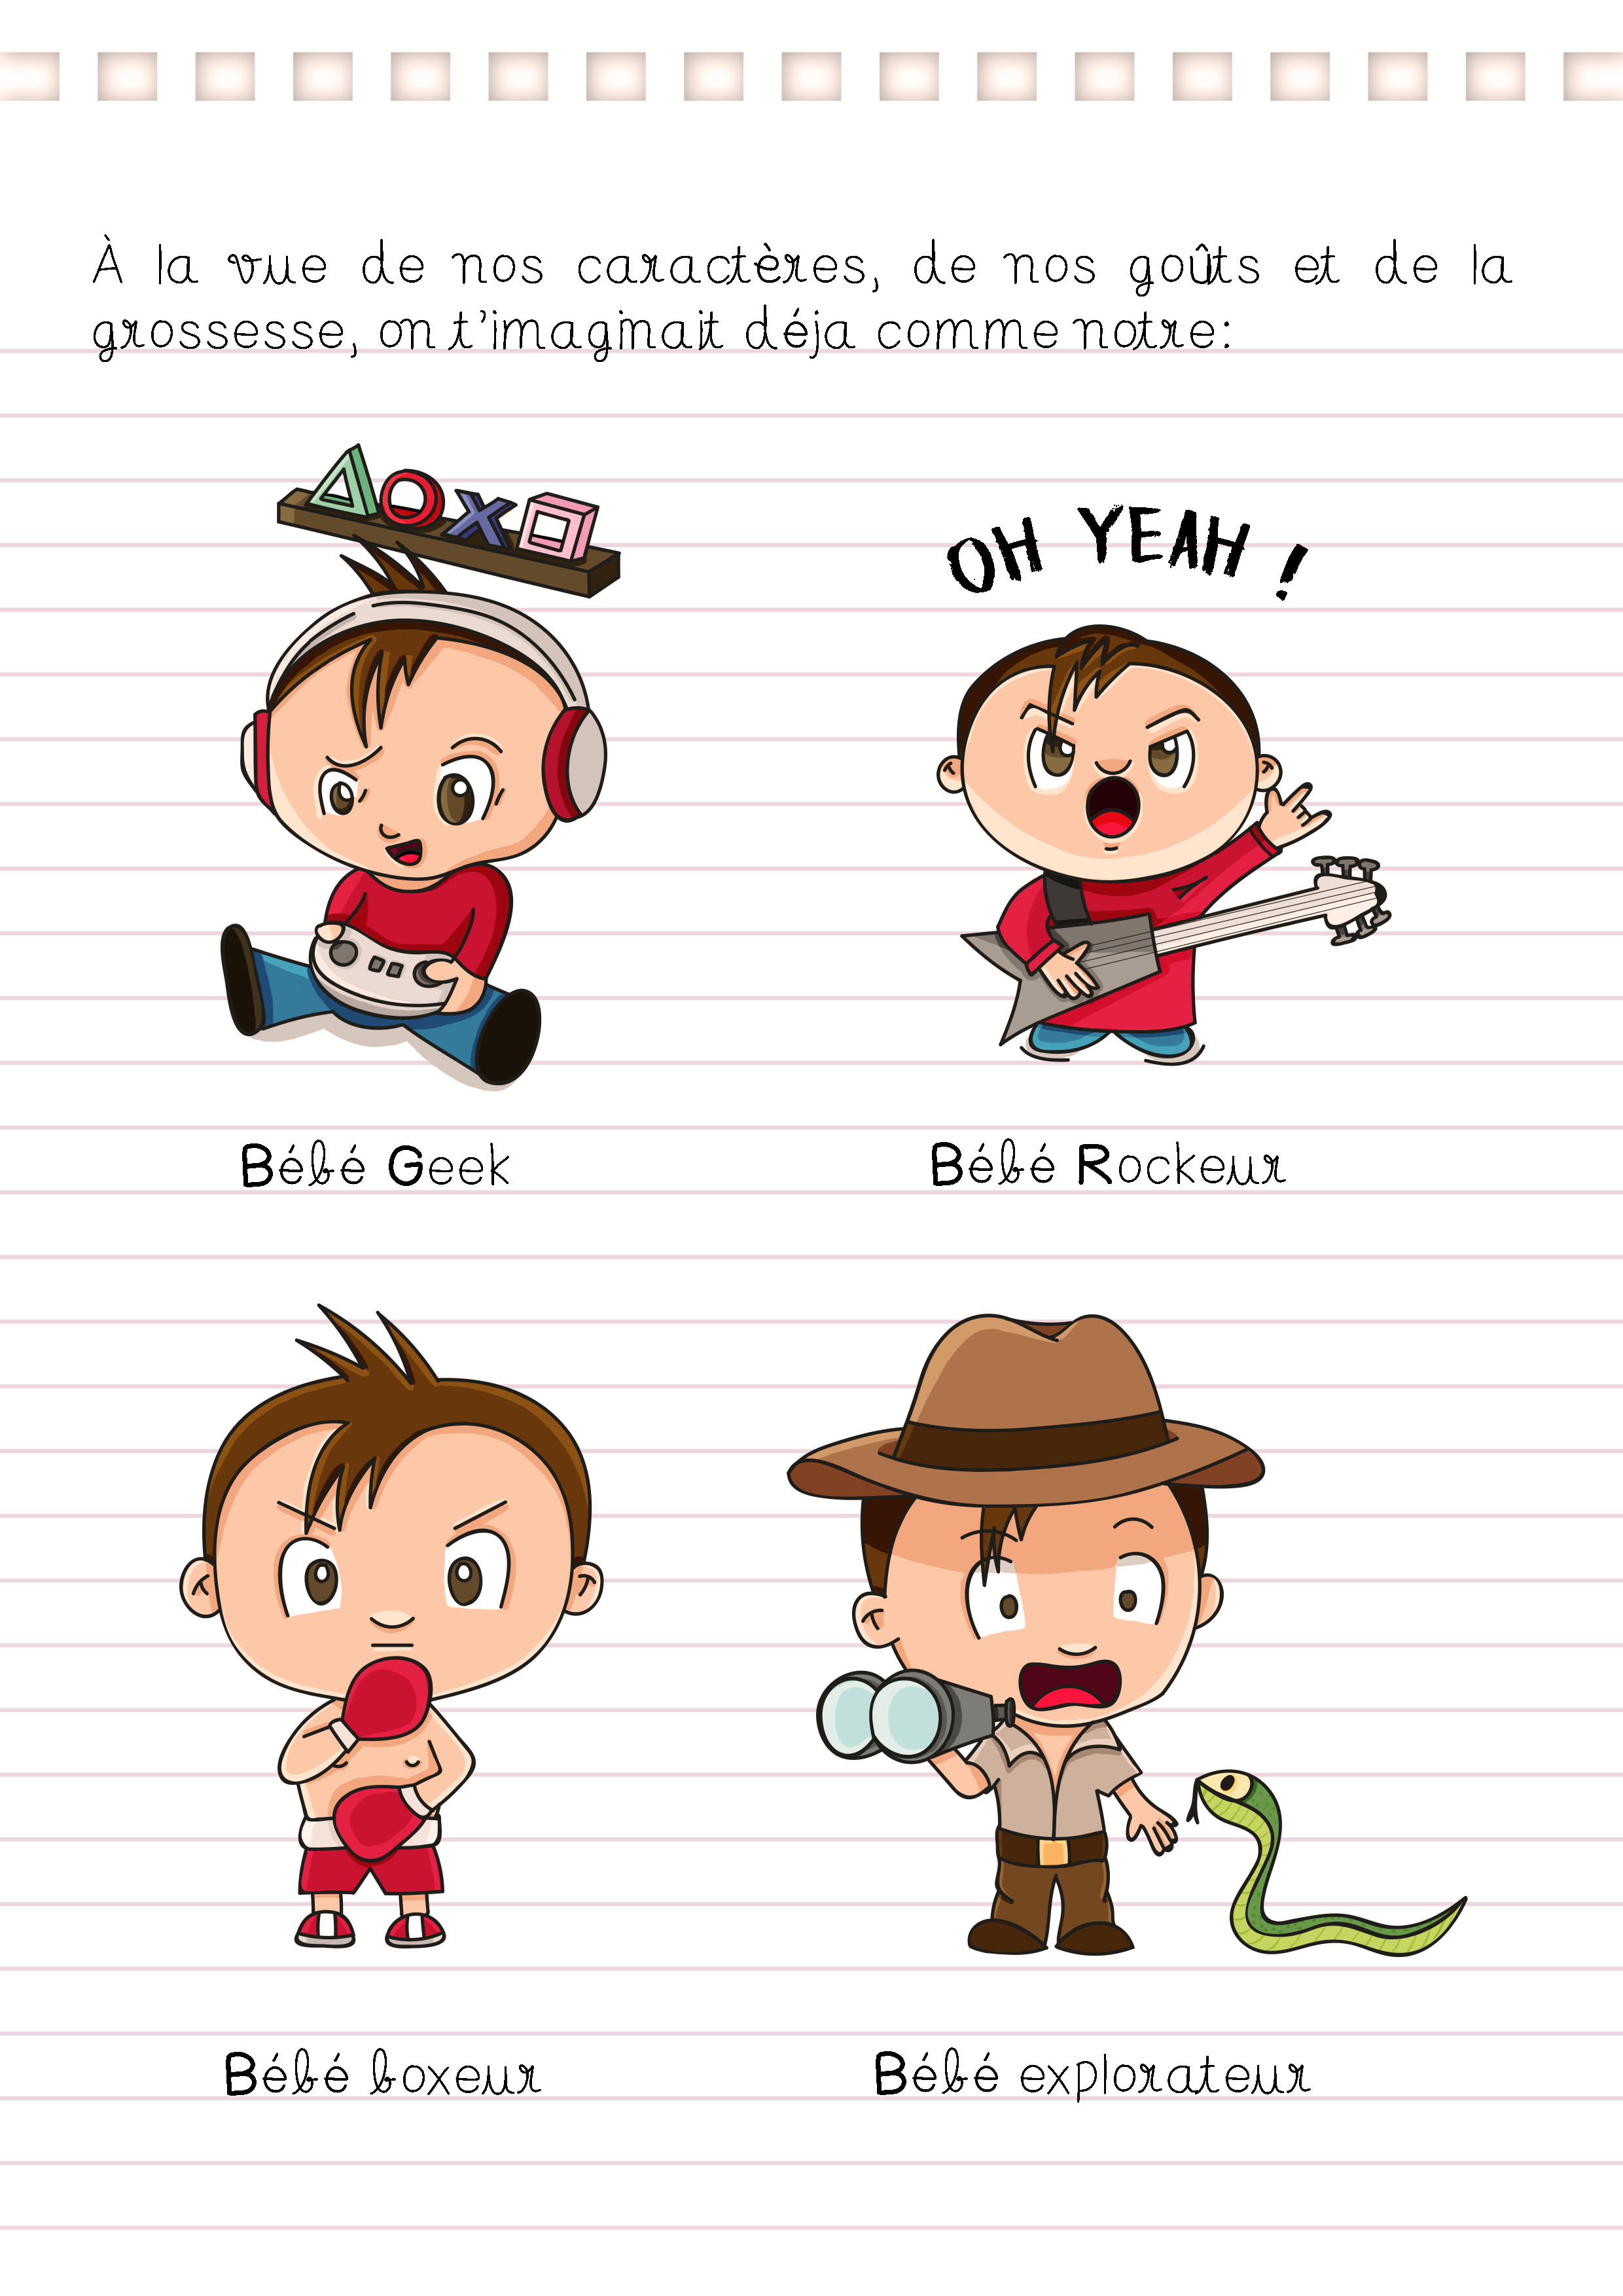 À la vue de nos caractères, de nos goûts et de la
grossesse, on t'imaginait déja comme notre:
OH YEAH !
Bébé Geek
Bébé Rockeur
Bébé boxeur
Bébé explorateur